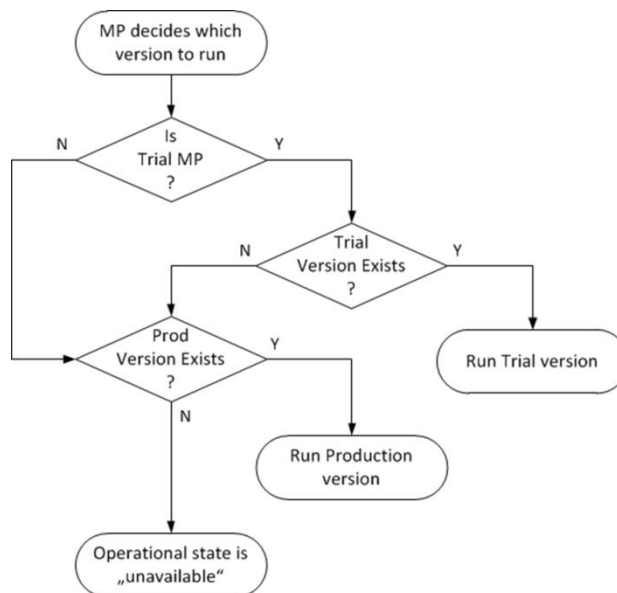 MP decides which
version to run
Is
Trial MP
?
N
Y
Trial
Version Exists
?
N
Y
Prod
Version Exists
?
Y
N
Run Trial version
Run Production
version
Operational state is
„unavailable“